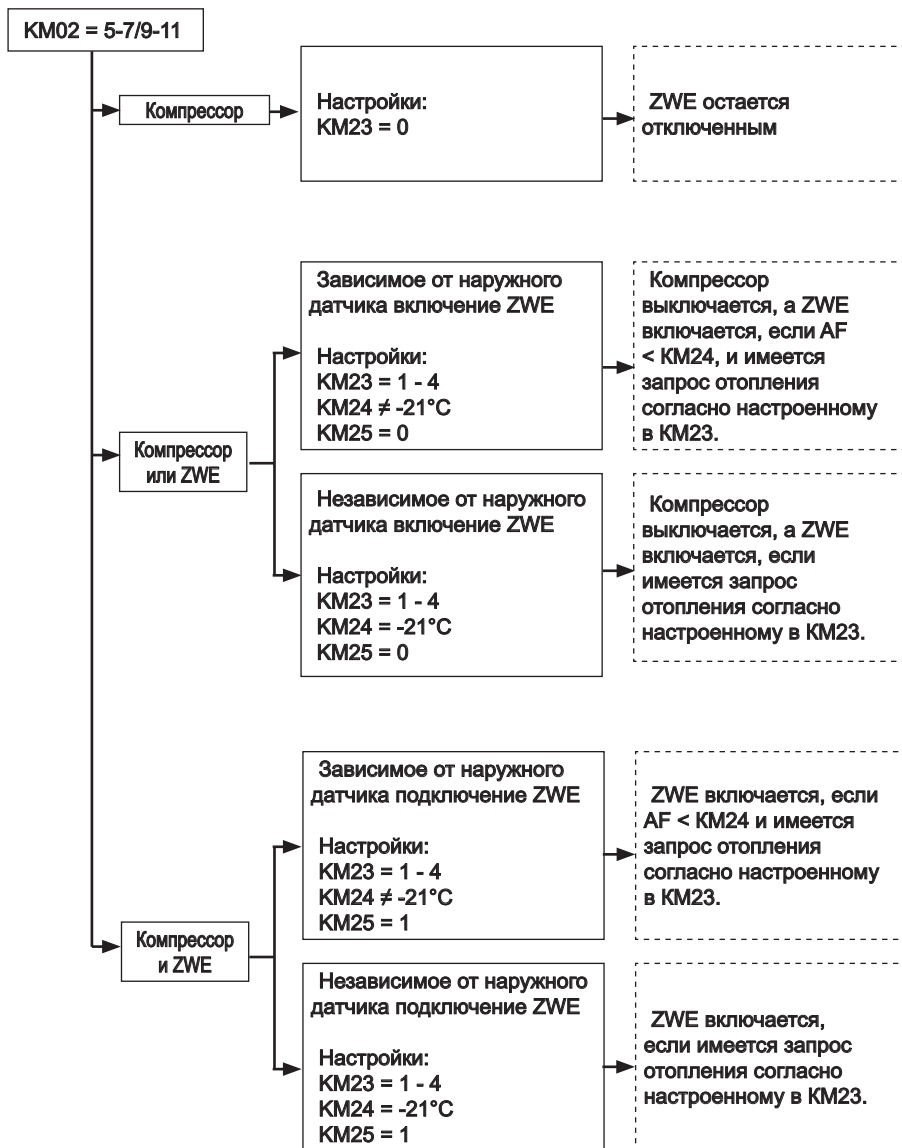 KM02 = 5-7/9-11
Компрессор
Настройки:
KM23 = 0
ZWE остается
отключенным
Компрессор
или ZWE
Зависимое от наружного
датчика включение ZWE
Настройки:
KM23 = 1 - 4
KM24 ≠ -21°C
KM25 = 0
Компрессор
выключается, а ZWE
включается, если AF
< KM24, и имеется
запрос отопления
согласно настроенному
в KM23.
Независимое от наружного
датчика включение ZWE
Настройки:
KM23 = 1 - 4
KM24 = -21°C
KM25 = 0
Компрессор
выключается, а ZWE
включается, если
имеется запрос
отопления согласно
настроенному в KM23.
Компрессор
и ZWE
Зависимое от наружного
датчика подключение ZWE
Настройки:
KM23 = 1 - 4
KM24 ≠ -21°C
KM25 = 1
ZWE включается, если
AF < KM24 и имеется
запрос отопления
согласно настроенному
в KM23.
Независимое от наружного
датчика подключение ZWE
Настройки:
KM23 = 1 - 4
KM24 = -21°C
KM25 = 1
ZWE включается,
если имеется запрос
отопления согласно
настроенному в KM23.